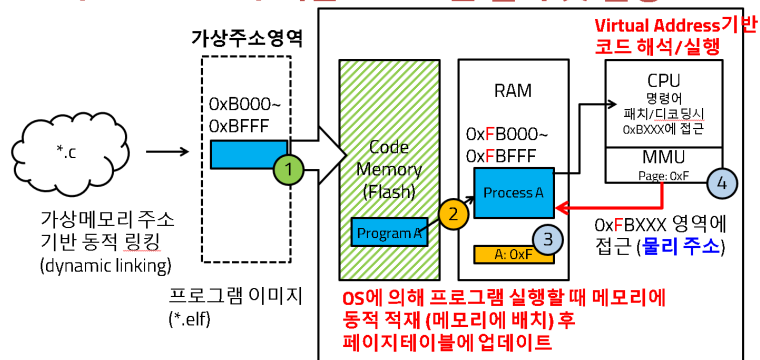 Virtual Address기반
코드 해석/실행
가상주소영역
0xB000~
0xBFFF
*.c
1
가상메모리 주소
기반 동적 링킹
(dynamic linking)
프로그램 이미지
(*.elf)
Code
Memory
(Flash)
Program A
2
RAM
0xFB000~
0xFBFFF
Process A
3
A: 0xF
CPU
명령어
패치/디코딩시
0xBXXX에 접근
MMU
Page: 0xF
4
0xFBXXX 영역에
접근 (물리 주소)
OS에 의해 프로그램 실행할 때 메모리에
동적 적재 (메모리에 배치) 후
페이지테이블에 업데이트